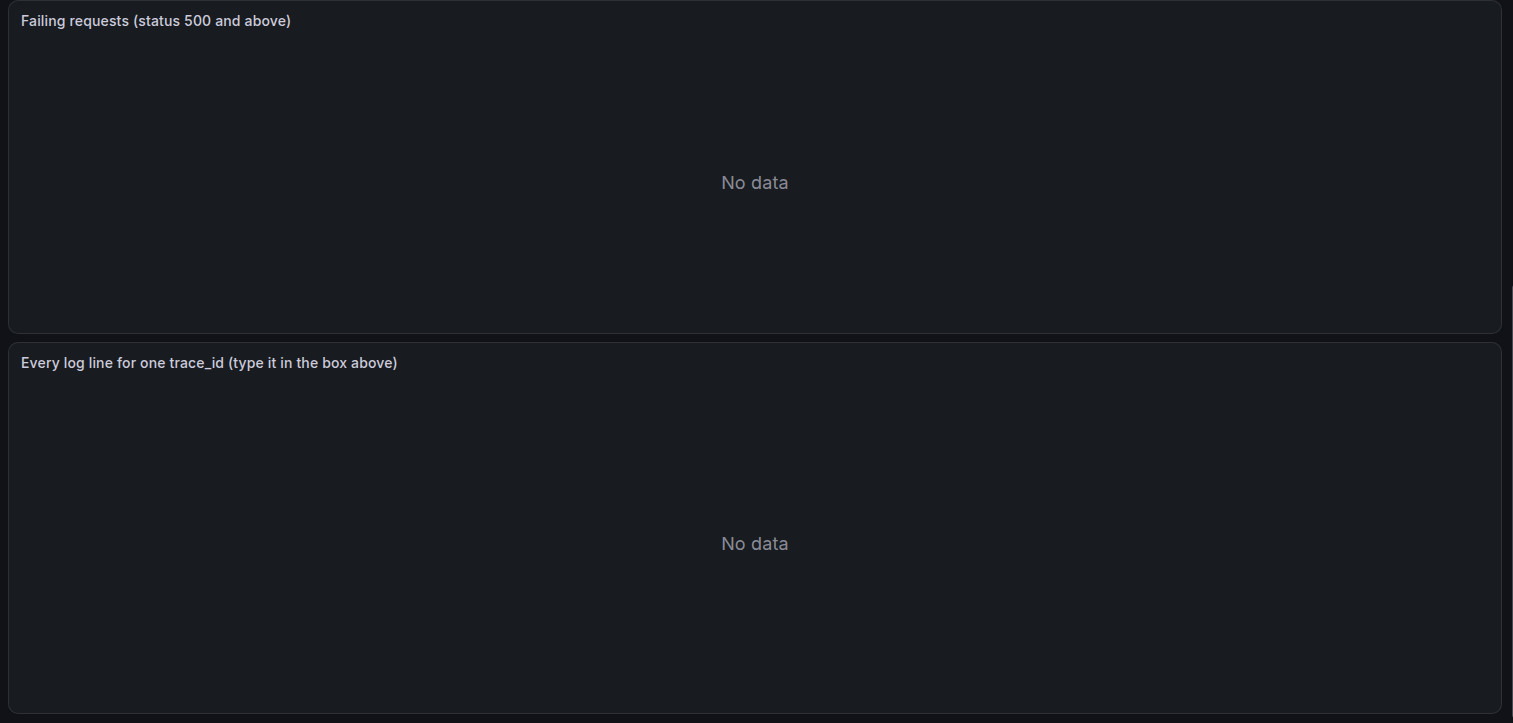 Failing requests (status 500 and above)
No data
Every log line for one trace_id (type it in the box above)
No data